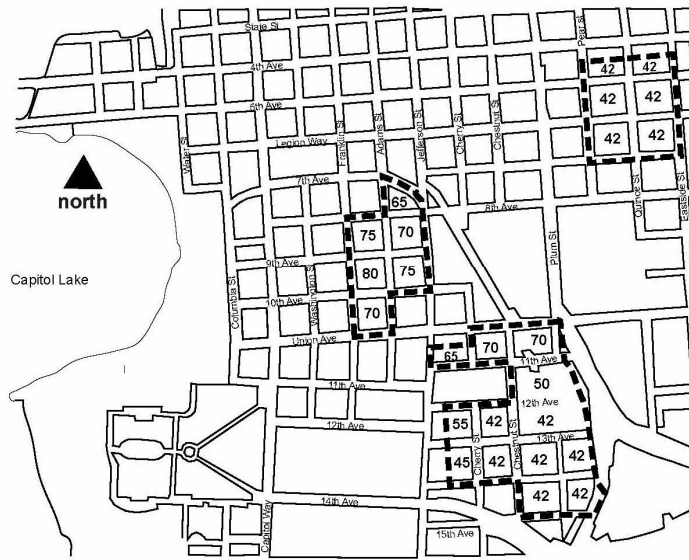 State St
Pear St
4th Ave
42 42
5th Ave
42 42
Water St
Legion Way
Franklin St
Adams St
Jefferson St
Cherry St
Chestnut St
42 42
north
7th Ave
65
8th Ave
Quince St
Eastside St
75 70
Plum St
Capitol Lake
9th Ave
80 75
Columbia St
10th Ave
Washington St
70
Union Ave
65 70 70
11th Ave
11th Ave
50
12th Ave
12th Ave
55 42 42
Cherry St
Chestnut St
13th Ave
45 42 42 42
14th Ave
42 42
Capitol Way
15th Ave